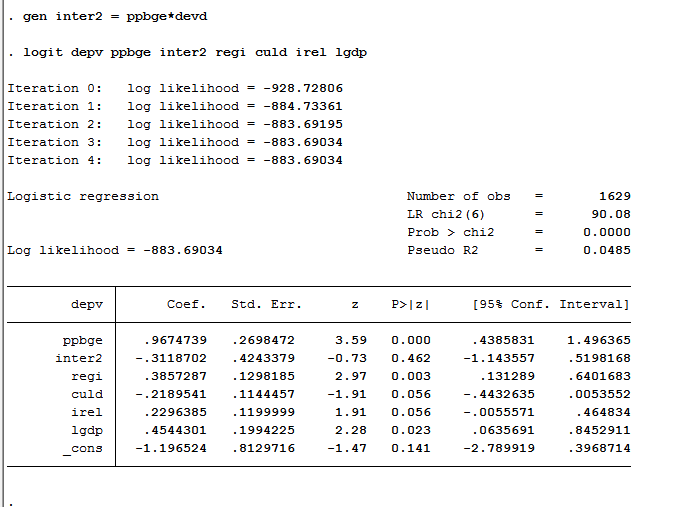 . gen inter2 = ppbge*devd
. logit depv ppbge inter2 regi culd irel lgdp
Iteration 0:   log likelihood = -928.72806
Iteration 1:   log likelihood = -884.73361
Iteration 2:   log likelihood = -883.69195
Iteration 3:   log likelihood = -883.69034
Iteration 4:   log likelihood = -883.69034
Logistic regression                               Number of obs   =       1629
                                                  LR chi2(6)      =      90.08
                                                  Prob > chi2     =     0.0000
Log likelihood = -883.69034                       Pseudo R2       =     0.0485
        depv |      Coef.   Std. Err.      z    P>|z|     [95% Conf. Interval]
       ppbge |   .9674739   .2698472     3.59   0.000     .4385831    1.496365
      inter2 |  -.3118702   .4243379    -0.73   0.462    -1.143557    .5198168
        regi |   .3857287   .1298185     2.97   0.003      .131289    .6401683
        culd |  -.2189541   .1144457    -1.91   0.056    -.4432635    .0053552
        irel |   .2296385   .1199999     1.91   0.056    -.0055571     .464834
        lgdp |   .4544301   .1994225     2.28   0.023     .0635691    .8452911
       _cons |  -1.196524   .8129716    -1.47   0.141    -2.789919    .3968714
.